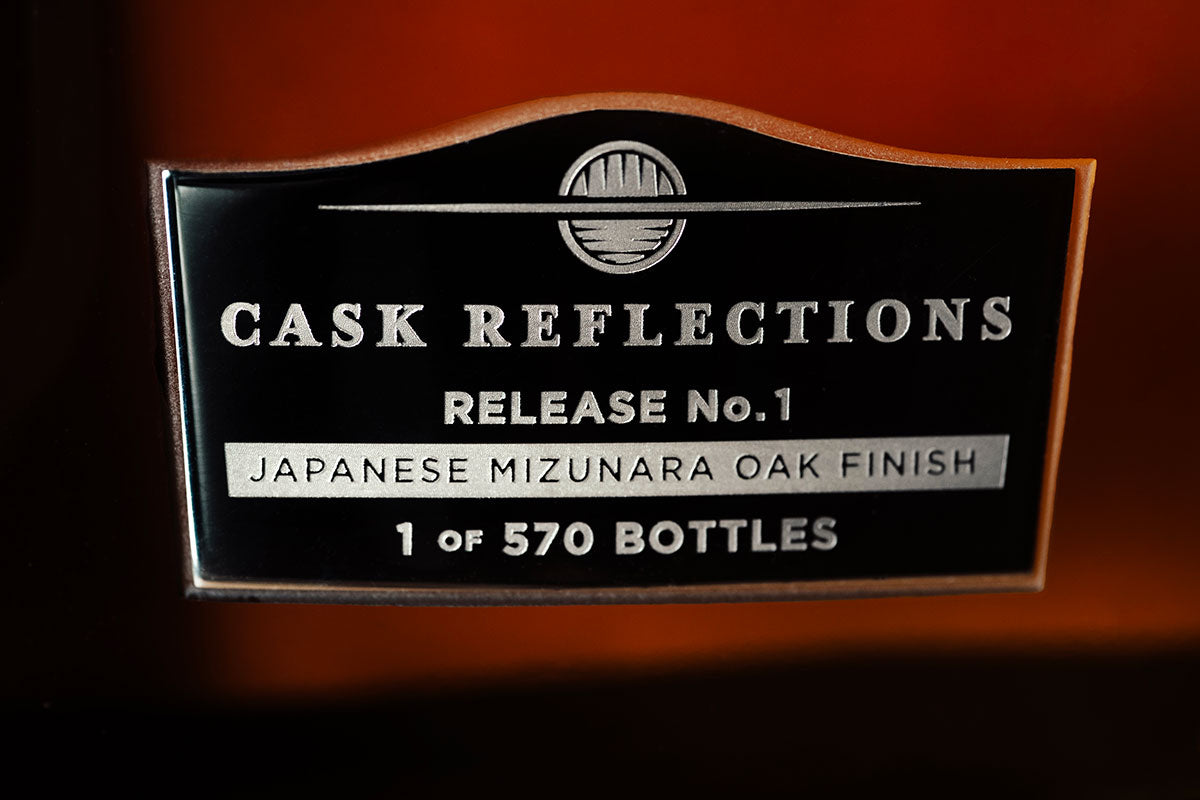 CASK REFLECTIONS
RELEASE No.1
JAPANESE MIZUNARA OAK FINISH
1 OF 570 BOTTLES